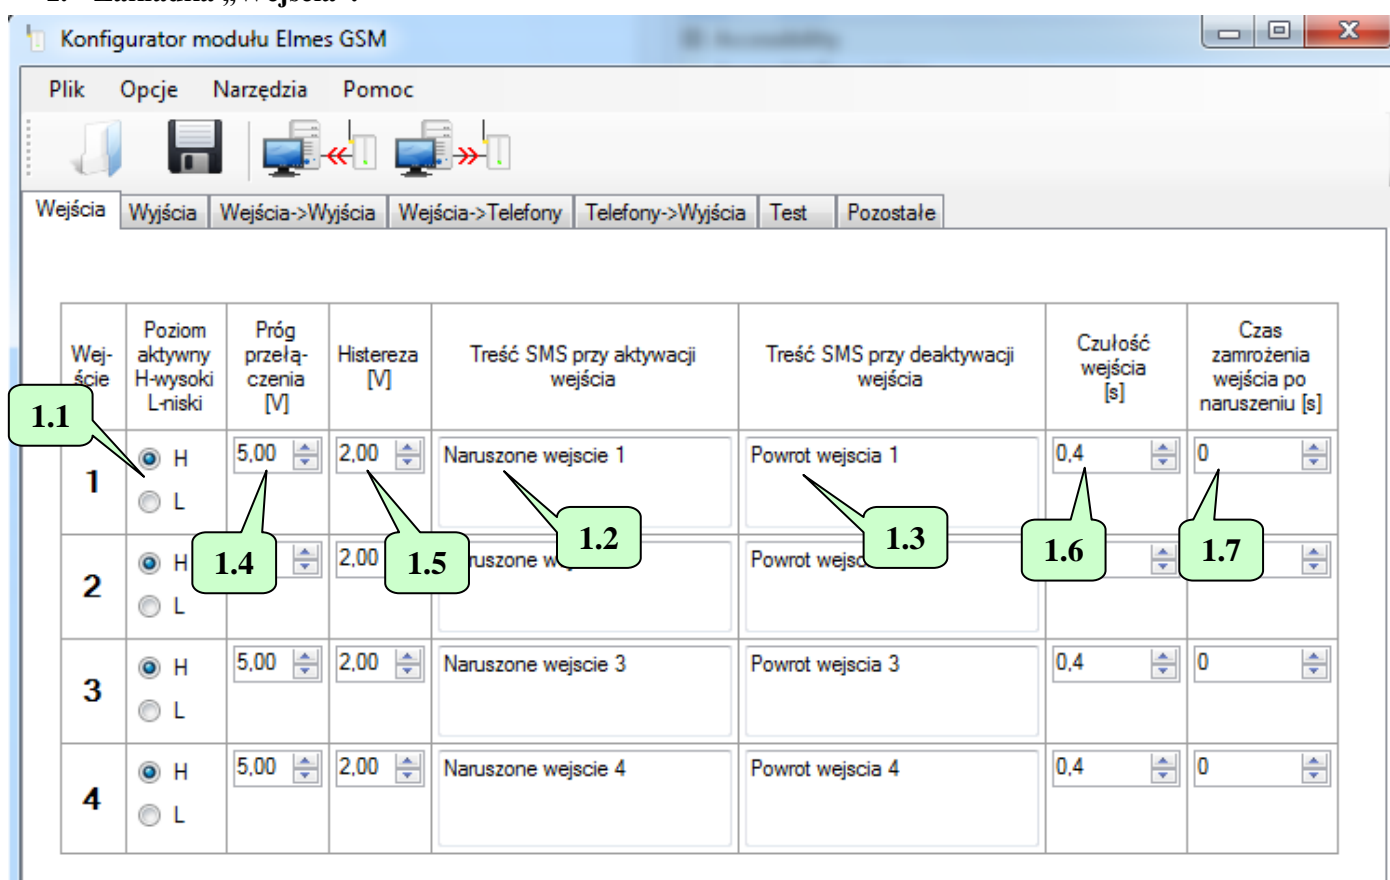 Konfigurator modułu Elmes GSM
Plik Opcje Narzędzia Pomoc
Wejścia Wyjścia Wejścia->Wyjścia Wejścia->Telefony Telefony->Wyjścia Test Pozostałe
Wej-
ście
Poziom
aktywny
H-wysoki
L-niski
Próg
przełą-
czenia
[V]
Histereza
[V]
Treść SMS przy aktywacji
wejścia
Treść SMS przy deaktywacji
wejścia
Czułość
wejścia
[s]
Czas
zamrożenia
wejścia po
naruszeniu [s]
1.1
1 H L 5,00 2,00 Naruszone wejscie 1 Powrot wejscia 1 0,4 0
1.4 1.5 1.2 1.3 1.6 1.7
2 H L 2,00 Powrot
3 H L 5,00 2,00 Naruszone wejscie 3 Powrot wejscia 3 0,4 0
4 H L 5,00 2,00 Naruszone wejscie 4 Powrot wejscia 4 0,4 0